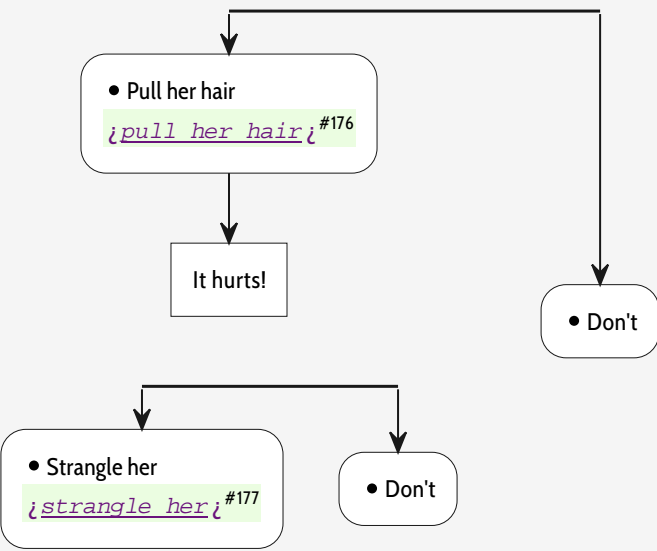 • Pull her hair
¿pull her hair¿#176
It hurts!
• Don't
• Strangle her
¿strangle her¿#177
• Don't